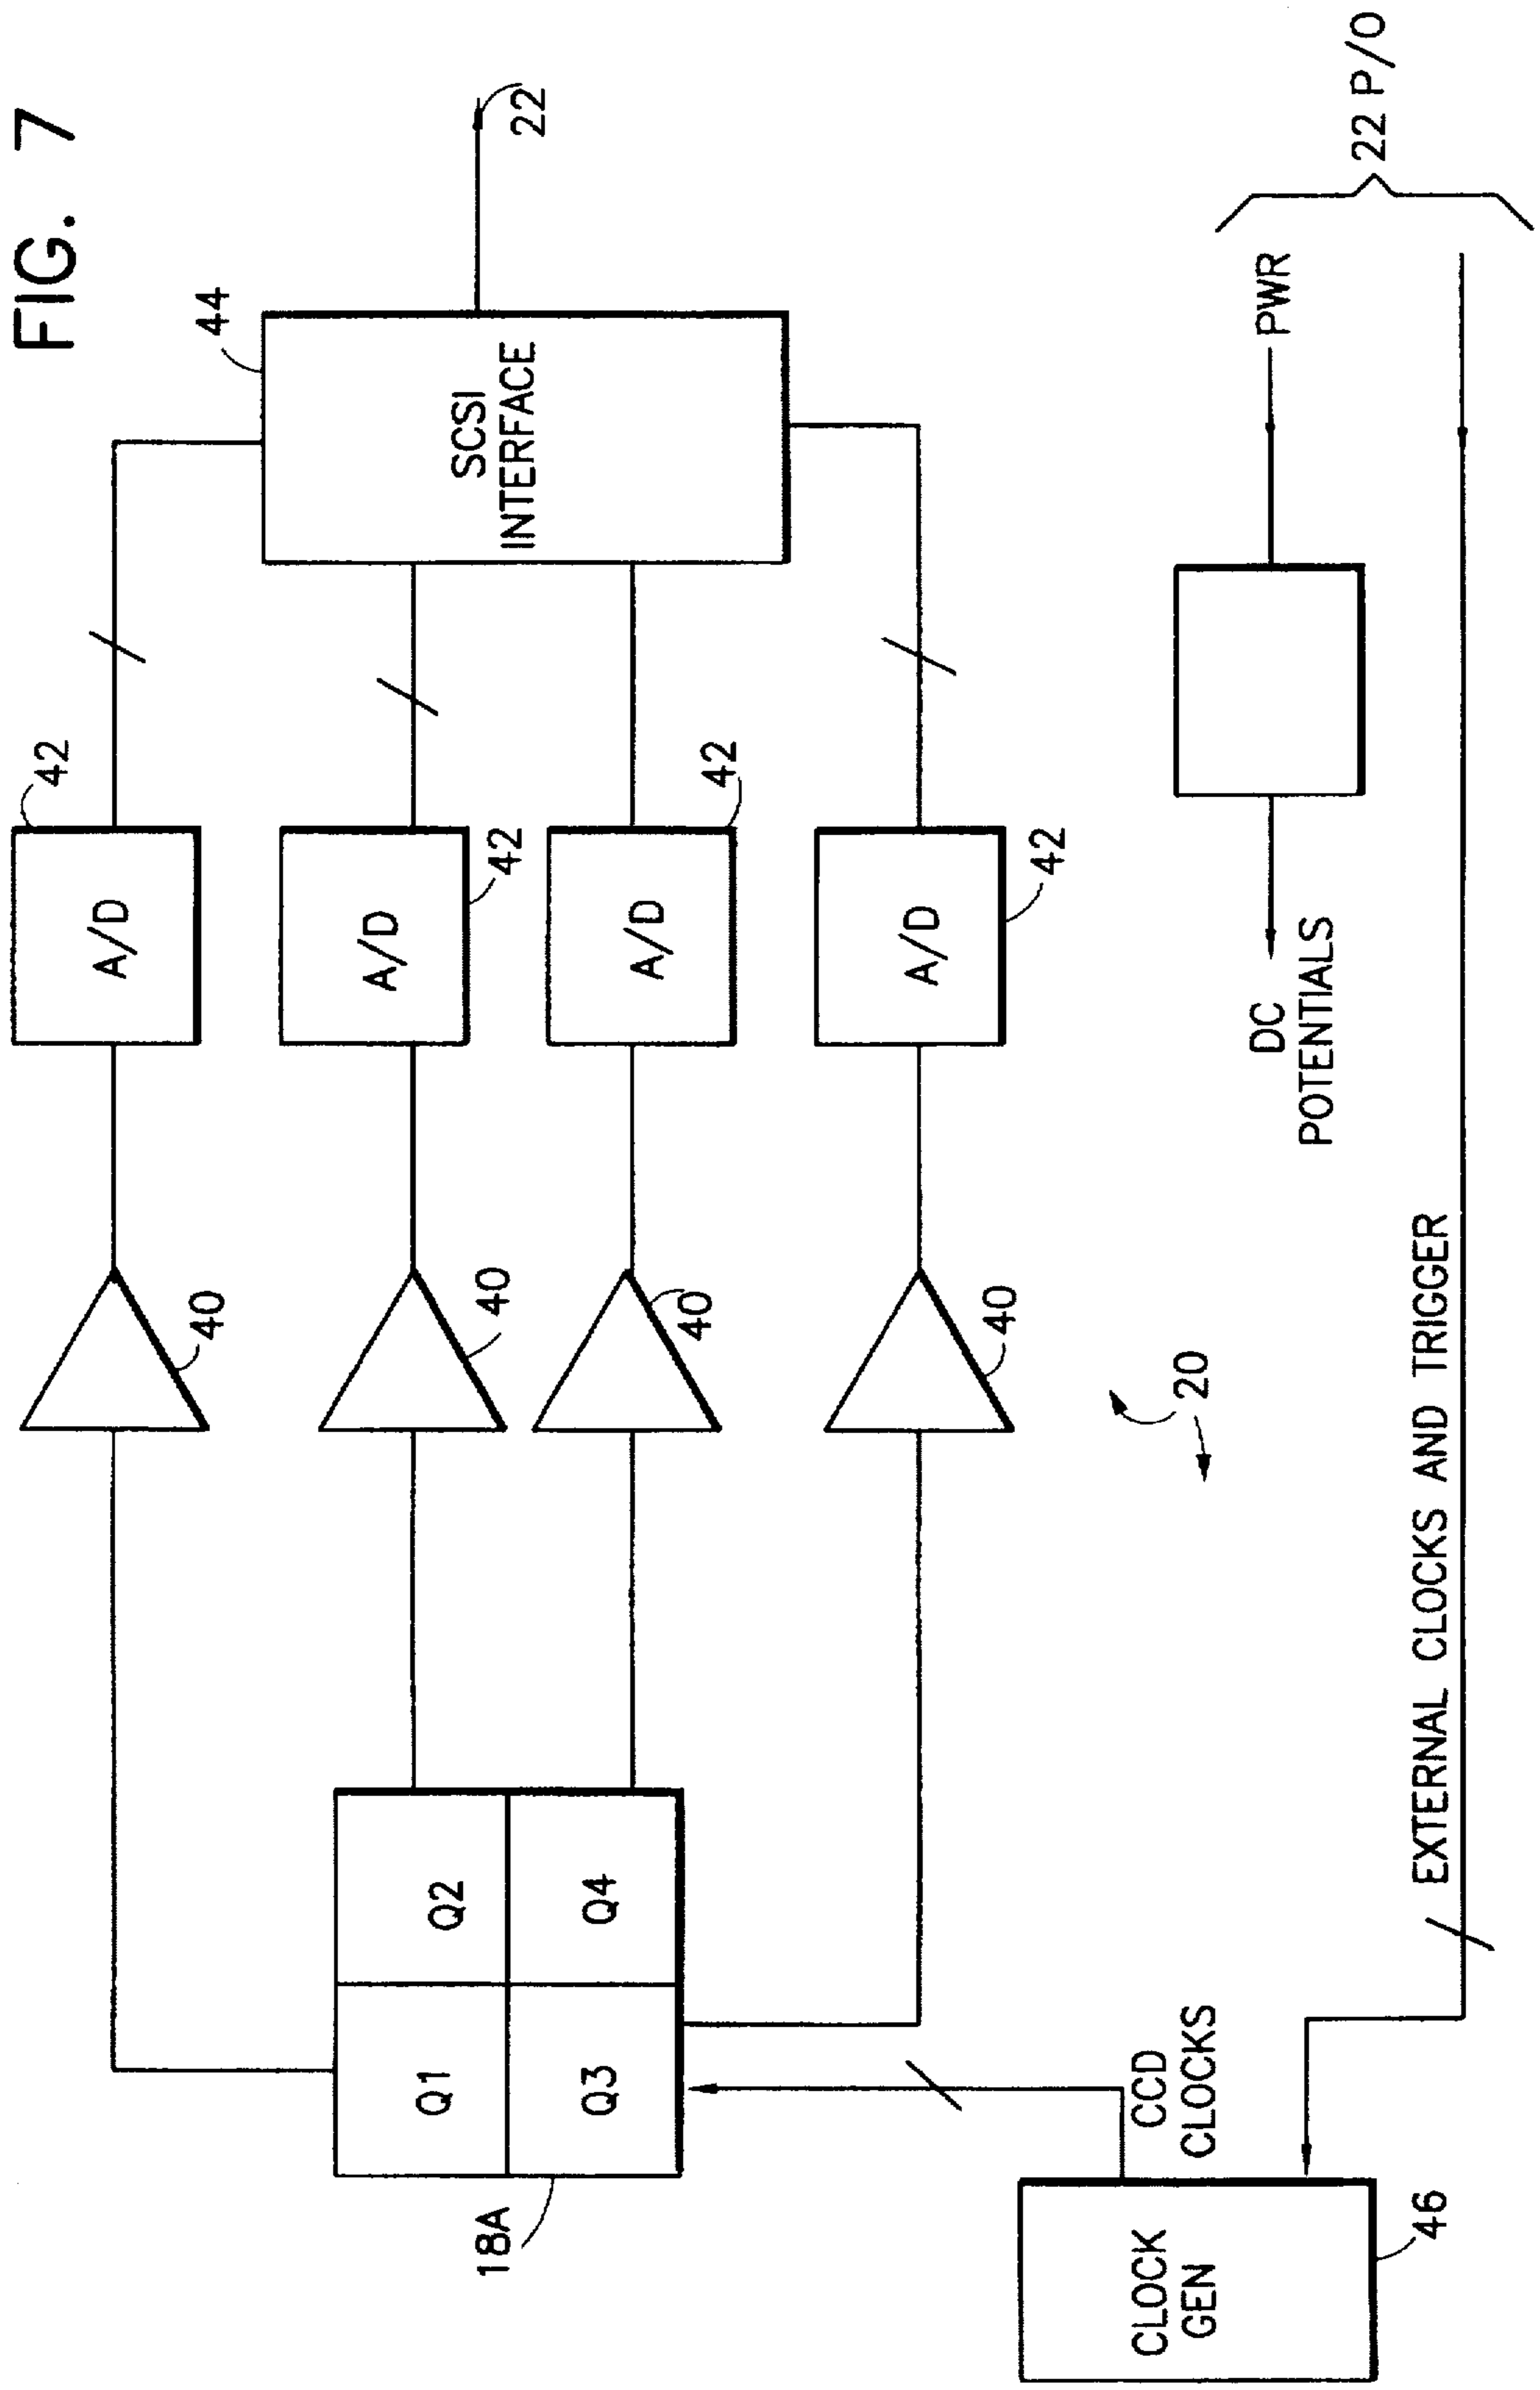 FIG. 7
42
A/D
40
44
SCSI
INTERFACE
22
42
A/D
40
42
A/D
40
42
A/D
40
Q1
Q2
Q3
Q4
18A
20
CCD
CLOCKS
CLOCK
GEN
46
DC
POTENTIALS
PWR
22 P/O
EXTERNAL CLOCKS AND TRIGGER